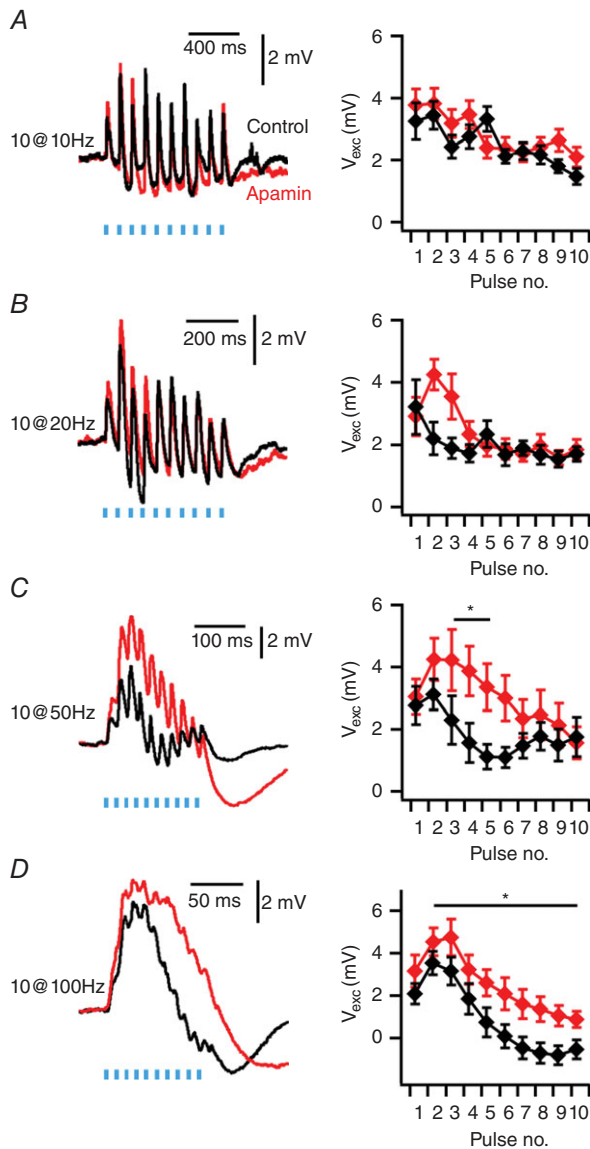 A
400 ms
2 mV
10@10Hz
Control
Apamin
6
4
2
0
V_exc (mV)
1 2 3 4 5 6 7 8 9 10
Pulse no.
B
200 ms
2 mV
10@20Hz
6
4
2
0
V_exc (mV)
1 2 3 4 5 6 7 8 9 10
Pulse no.
C
100 ms
2 mV
10@50Hz
*
6
4
2
0
V_exc (mV)
1 2 3 4 5 6 7 8 9 10
Pulse no.
D
50 ms
2 mV
10@100Hz
*
6
4
2
0
V_exc (mV)
1 2 3 4 5 6 7 8 9 10
Pulse no.